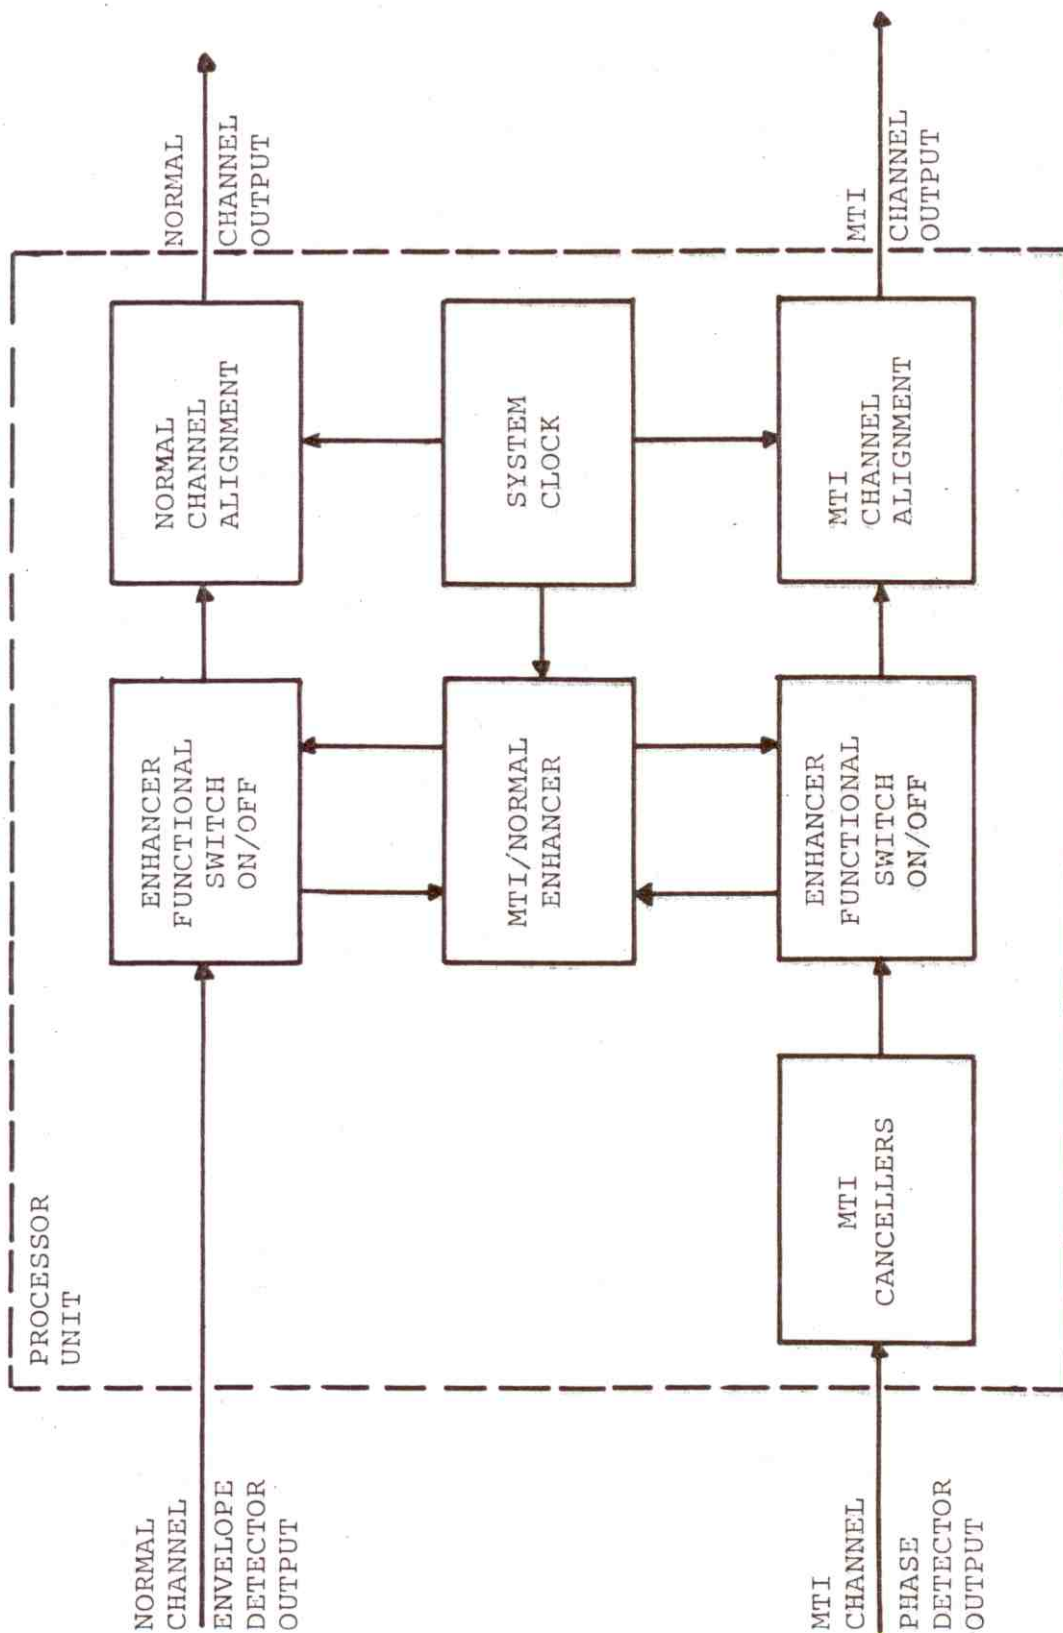 PROCESSOR
UNIT
NORMAL
CHANNEL
ENVELOPE
DETECTOR
OUTPUT
ENHANCER
FUNCTIONAL
SWITCH
ON/OFF
NORMAL
CHANNEL
ALIGNMENT
NORMAL
CHANNEL
OUTPUT
MTI/NORMAL
ENHANCER
SYSTEM
CLOCK
MTI
CHANNEL
PHASE
DETECTOR
OUTPUT
MTI
CANCELLERS
ENHANCER
FUNCTIONAL
SWITCH
ON/OFF
MTI
CHANNEL
ALIGNMENT
MTI
CHANNEL
OUTPUT